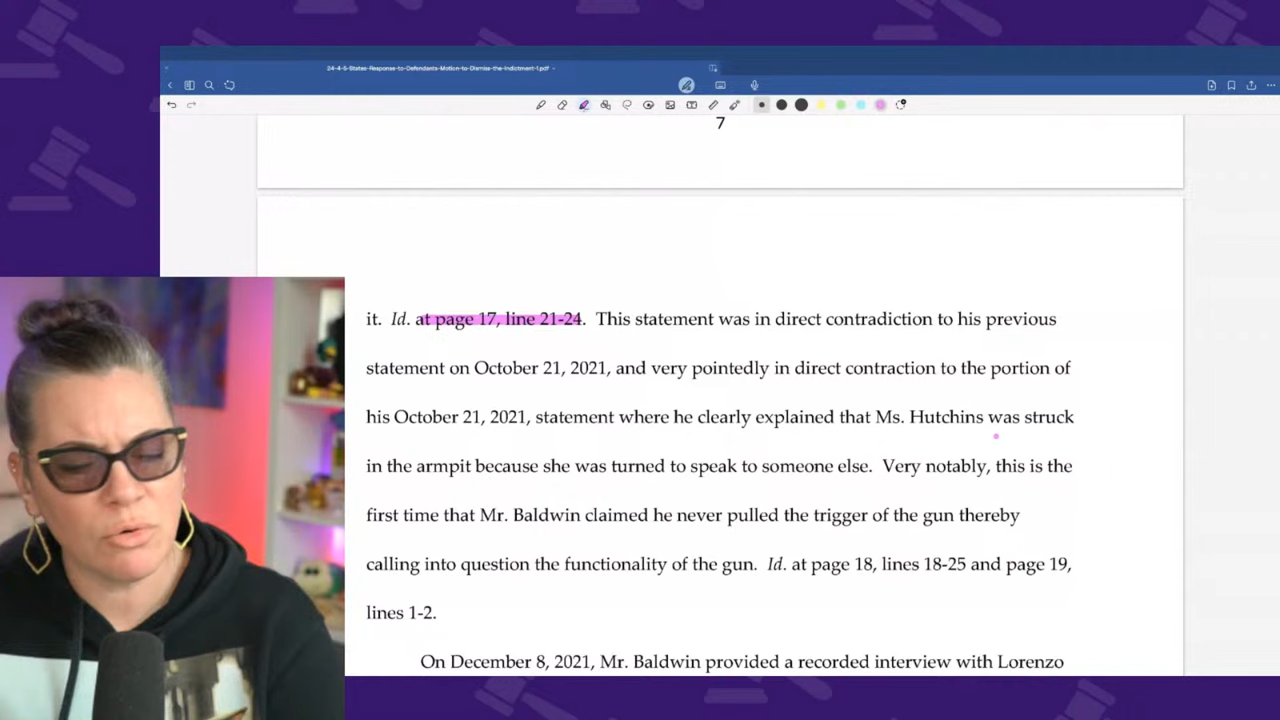 24-4-5-States-Response-to-Defendants-Motion-to-Dismiss-the-Indictment-1.pdf
7
it. Id. at page 17, line 21-24. This statement was in direct contradiction to his previous
statement on October 21, 2021, and very pointedly in direct contraction to the portion of
his October 21, 2021, statement where he clearly explained that Ms. Hutchins was struck
in the armpit because she was turned to speak to someone else. Very notably, this is the
first time that Mr. Baldwin claimed he never pulled the trigger of the gun thereby
calling into question the functionality of the gun. Id. at page 18, lines 18-25 and page 19,
lines 1-2.
On December 8, 2021, Mr. Baldwin provided a recorded interview with Lorenzo